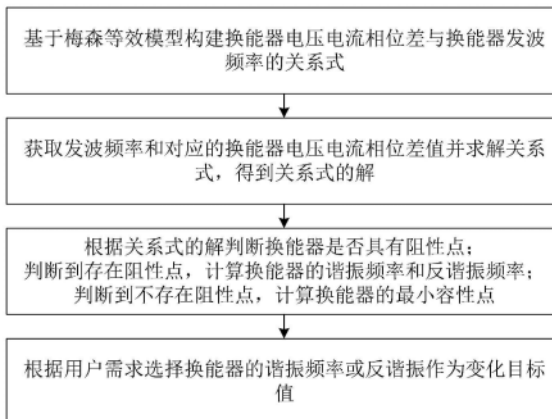 基于梅森等效模型构建换能器电压电流相位差与换能器发波
频率的关系式
获取发波频率和对应的换能器电压电流相位差值并求解关系
式，得到关系式的解
根据关系式的解判断换能器是否具有阻性点；
判断到存在阻性点，计算换能器的谐振频率和反谐振频率；
判断到不存在阻性点，计算换能器的最小容性点
根据用户需求选择换能器的谐振频率或反谐振作为变化目标
值